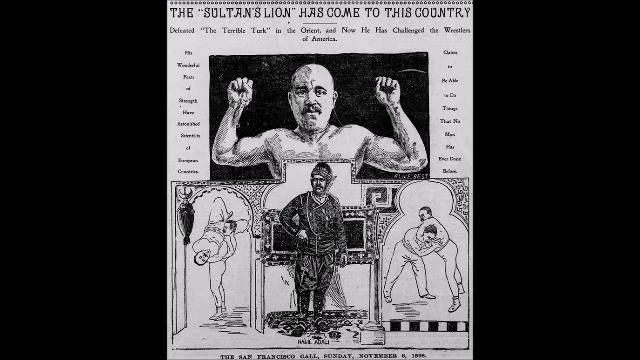 THE "SULTAN'S LION" HAS COME TO THIS COUNTRY
Defeated "The Terrible Turk" in the Orient, and Now He Has Challenged the Wrestlers
of America.
His
Wonderful
Feats
of
Strength
Have
Astonished
Scientists
of
European
Countries.
Claims
to
Be Able
to Do
Things
That No
Man
Has
Ever Done
Before.
HALIL ADALI
THE SAN FRANCISCO CALL, SUNDAY, NOVEMBER 6, 1898.